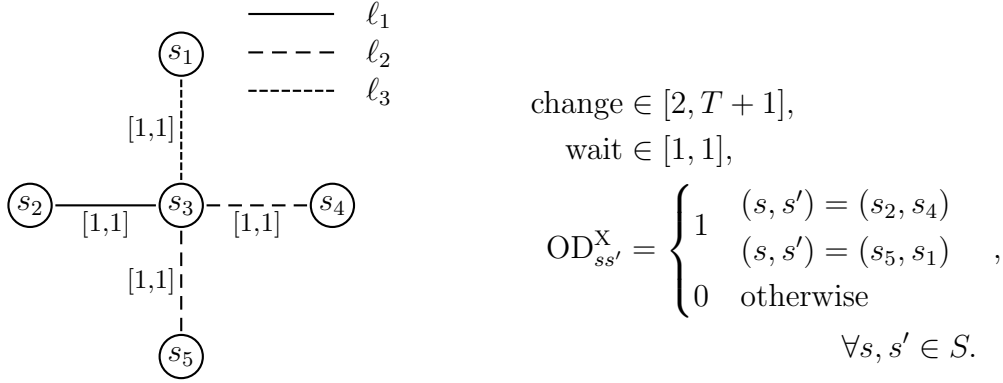 ℓ₁
s₁
ℓ₂
ℓ₃
[1,1]
s₂
s₃
s₄
[1,1]
[1,1]
[1,1]
s₅
change ∈ [2, T + 1],
wait ∈ [1, 1],
OD^X_{ss′} = { 1 (s, s′) = (s₂, s₄)
(s, s′) = (s₅, s₁)
0 otherwise ,
∀s, s′ ∈ S.